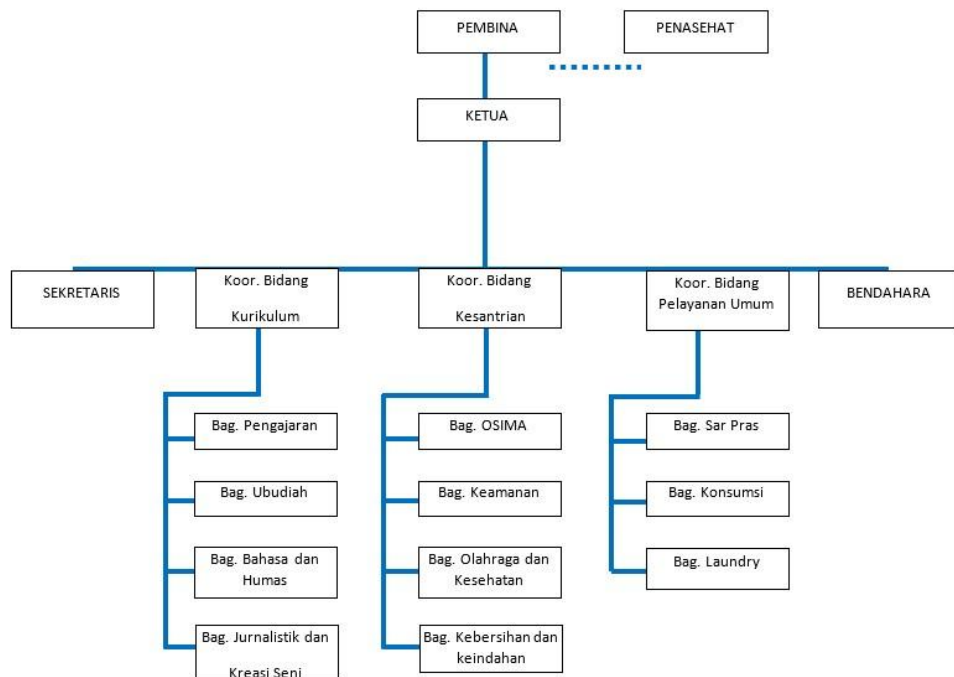 PEMBINA
PENASEHAT
KETUA
SEKRETARIS
Koor. Bidang
Kurikulum
Koor. Bidang
Kesantrian
Koor. Bidang
Pelayanan Umum
BENDAHARA
Bag. Pengajaran
Bag. Ubudiah
Bag. Bahasa dan
Humas
Bag. Jurnalistik dan
Kreasi Seni
Bag. OSIMA
Bag. Keamanan
Bag. Olahraga dan
Kesehatan
Bag. Kebersihan dan
keindahan
Bag. Sar Pras
Bag. Konsumsi
Bag. Laundry